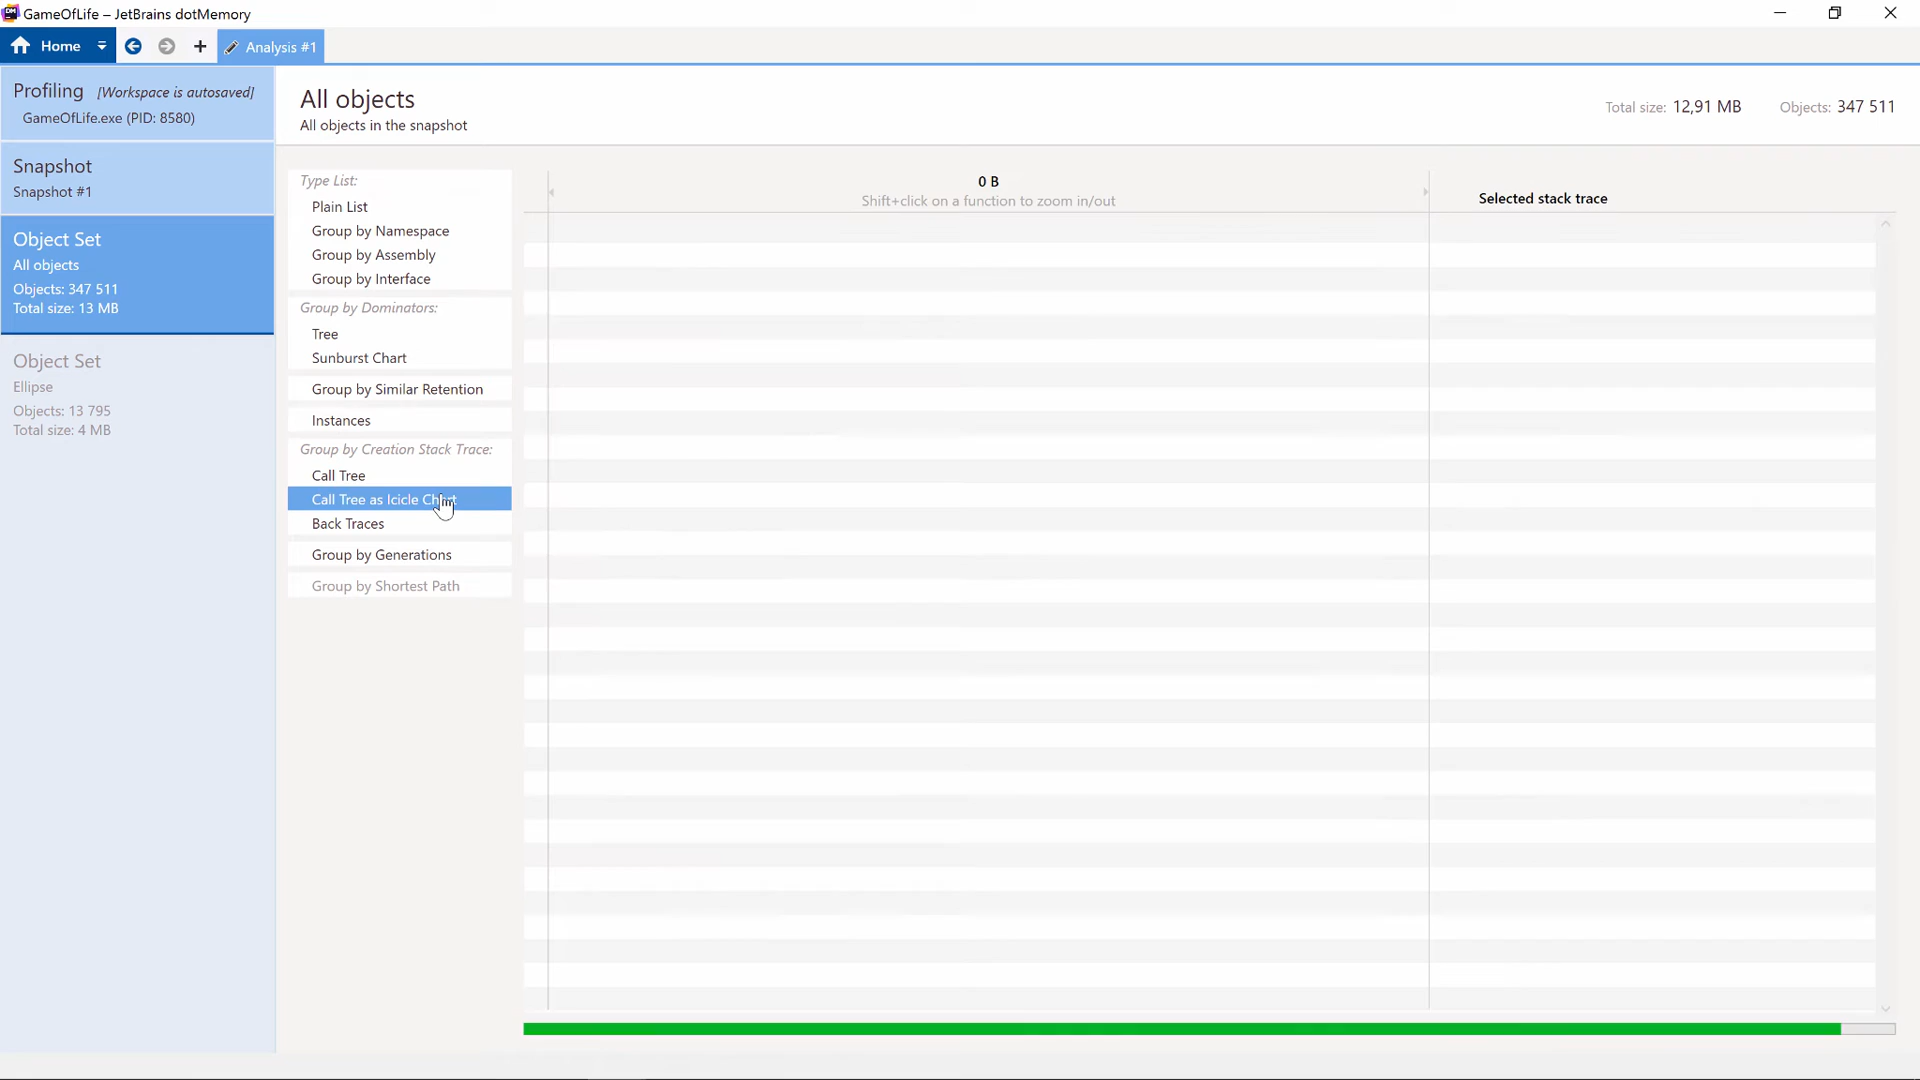 GameOfLife – JetBrains dotMemory
Home
Analysis #1
Profiling [Workspace is autosaved]
GameOfLife.exe (PID: 8580)
Snapshot
Snapshot #1
Object Set
All objects
Objects: 347 511
Total size: 13 MB
Object Set
Ellipse
Objects: 13 795
Total size: 4 MB
All objects
All objects in the snapshot
Total size: 12,91 MB
Objects: 347 511
Type List:
Plain List
Group by Namespace
Group by Assembly
Group by Interface
Group by Dominators:
Tree
Sunburst Chart
Group by Similar Retention
Instances
Group by Creation Stack Trace:
Call Tree
Call Tree as Icicle Chart
Back Traces
Group by Generations
Group by Shortest Path
0 B
Shift+click on a function to zoom in/out
Selected stack trace